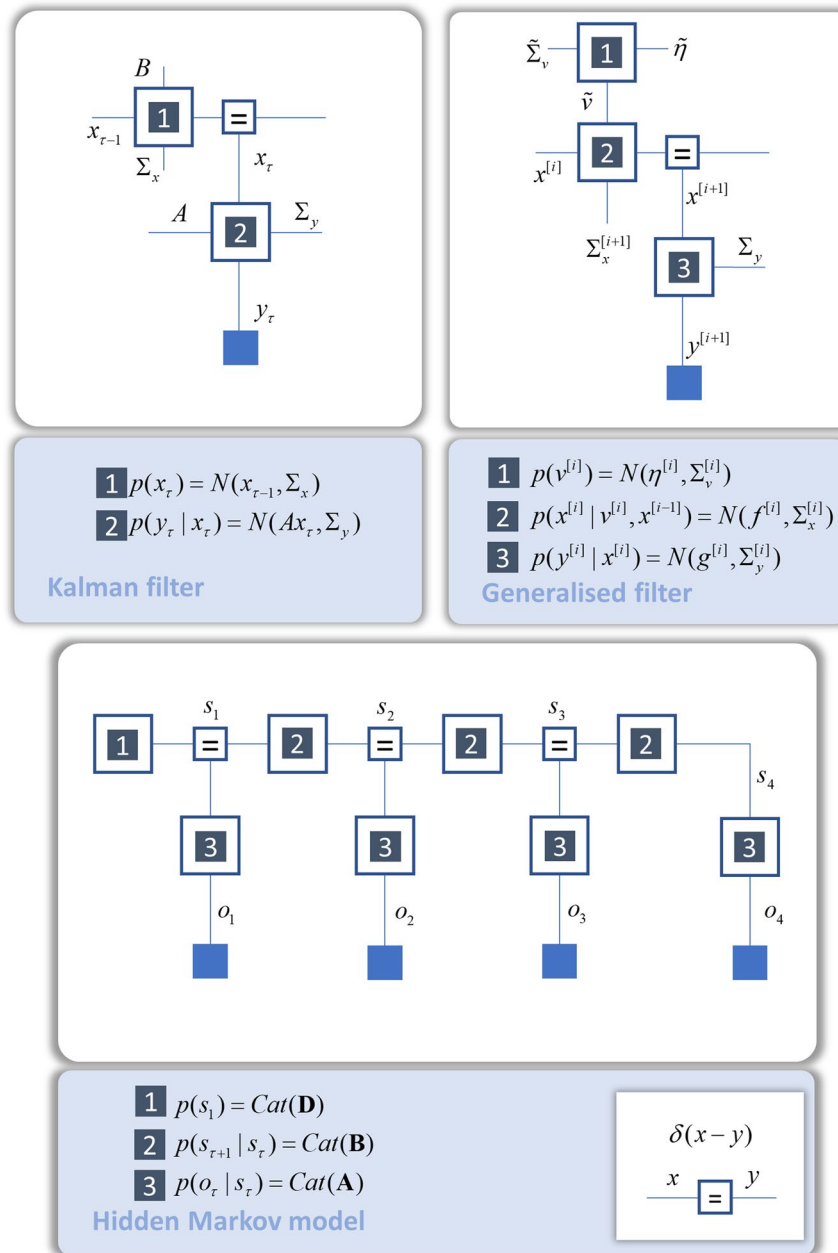 B
1
=
x_{τ−1}
Σ_x
x_τ
A
2
Σ_y
y_τ
1 p(x_τ) = N(x_{τ−1}, Σ_x)
2 p(y_τ | x_τ) = N(Ax_τ, Σ_y)
Kalman filter
Σ̃_v
1
η̃
ṽ
2
=
x^{[i]}
x^{[i+1]}
Σ_x^{[i+1]}
3
Σ_y
y^{[i+1]}
1 p(v^{[i]}) = N(η^{[i]}, Σ_v^{[i]})
2 p(x^{[i]} | v^{[i]}, x^{[i−1]}) = N(f^{[i]}, Σ_x^{[i]})
3 p(y^{[i]} | x^{[i]}) = N(g^{[i]}, Σ_y^{[i]})
Generalised filter
s_1 s_2 s_3
1 = 2 = 2 = 2
s_4
3 3 3 3
o_1 o_2 o_3 o_4
1 p(s_1) = Cat(D)
2 p(s_{τ+1} | s_τ) = Cat(B)
3 p(o_τ | s_τ) = Cat(A)
Hidden Markov model
δ(x − y)
x = y